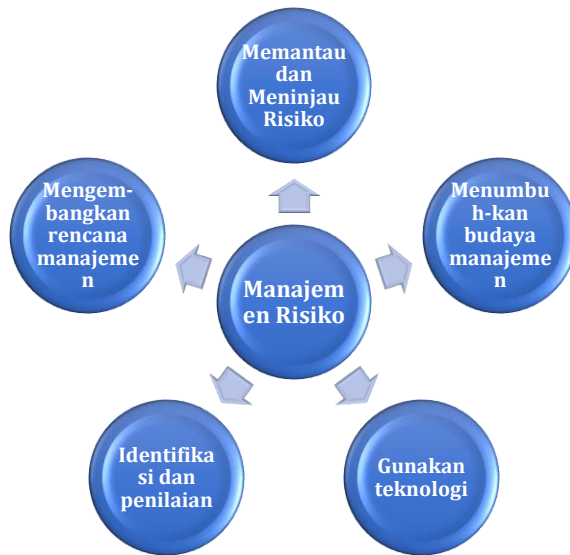 Memantau
dan
Meninjau
Risiko
Mengem-
bangkan
rencana
manajeme
n
Menumbu
h-kan
budaya
manajeme
n
Manajem
en Risiko
Identifika
si dan
penilaian
Gunakan
teknologi